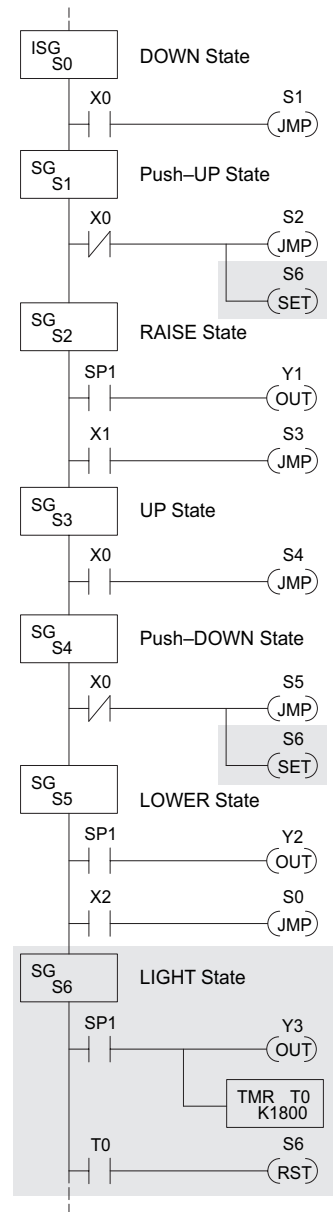 ISG
S0
DOWN State
X0
S1
JMP
SG
S1
Push–UP State
X0
S2
JMP
S6
SET
SG
S2
RAISE State
SP1
Y1
OUT
X1
S3
JMP
SG
S3
UP State
X0
S4
JMP
SG
S4
Push–DOWN State
X0
S5
JMP
S6
SET
SG
S5
LOWER State
SP1
Y2
OUT
X2
S0
JMP
SG
S6
LIGHT State
SP1
Y3
OUT
TMR T0
K1800
T0
S6
RST